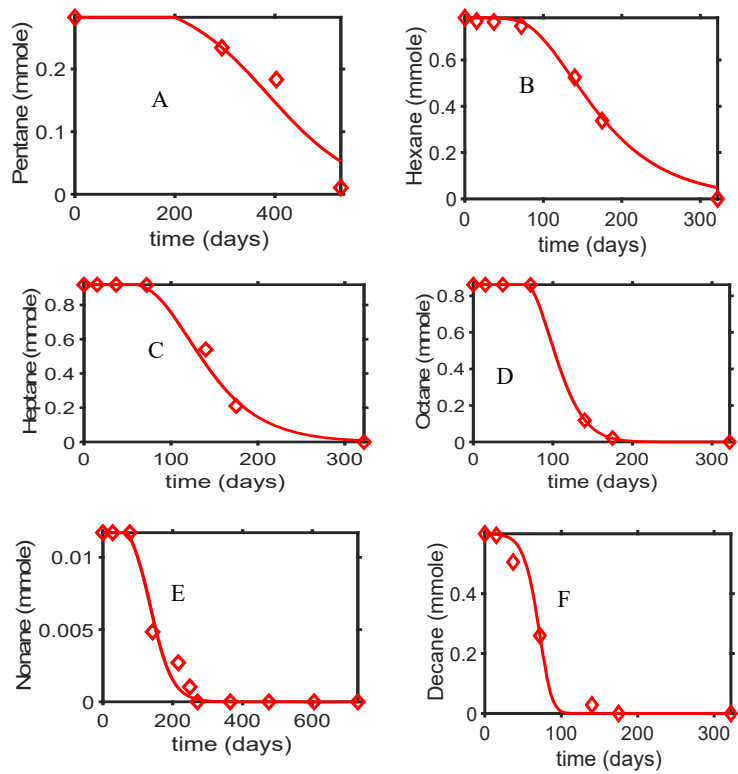 Pentane (mmole)
0.2
0.1
0
A
0 200 400
time (days)
Hexane (mmole)
0.6
0.4
0.2
0
B
0 100 200 300
time (days)
Heptane (mmole)
0.8
0.6
0.4
0.2
0
C
0 100 200 300
time (days)
Octane (mmole)
0.8
0.6
0.4
0.2
0
D
0 100 200 300
time (days)
Nonane (mmole)
0.01
0.005
0
E
0 200 400 600
time (days)
Decane (mmole)
0.4
0.2
0
F
0 100 200 300
time (days)